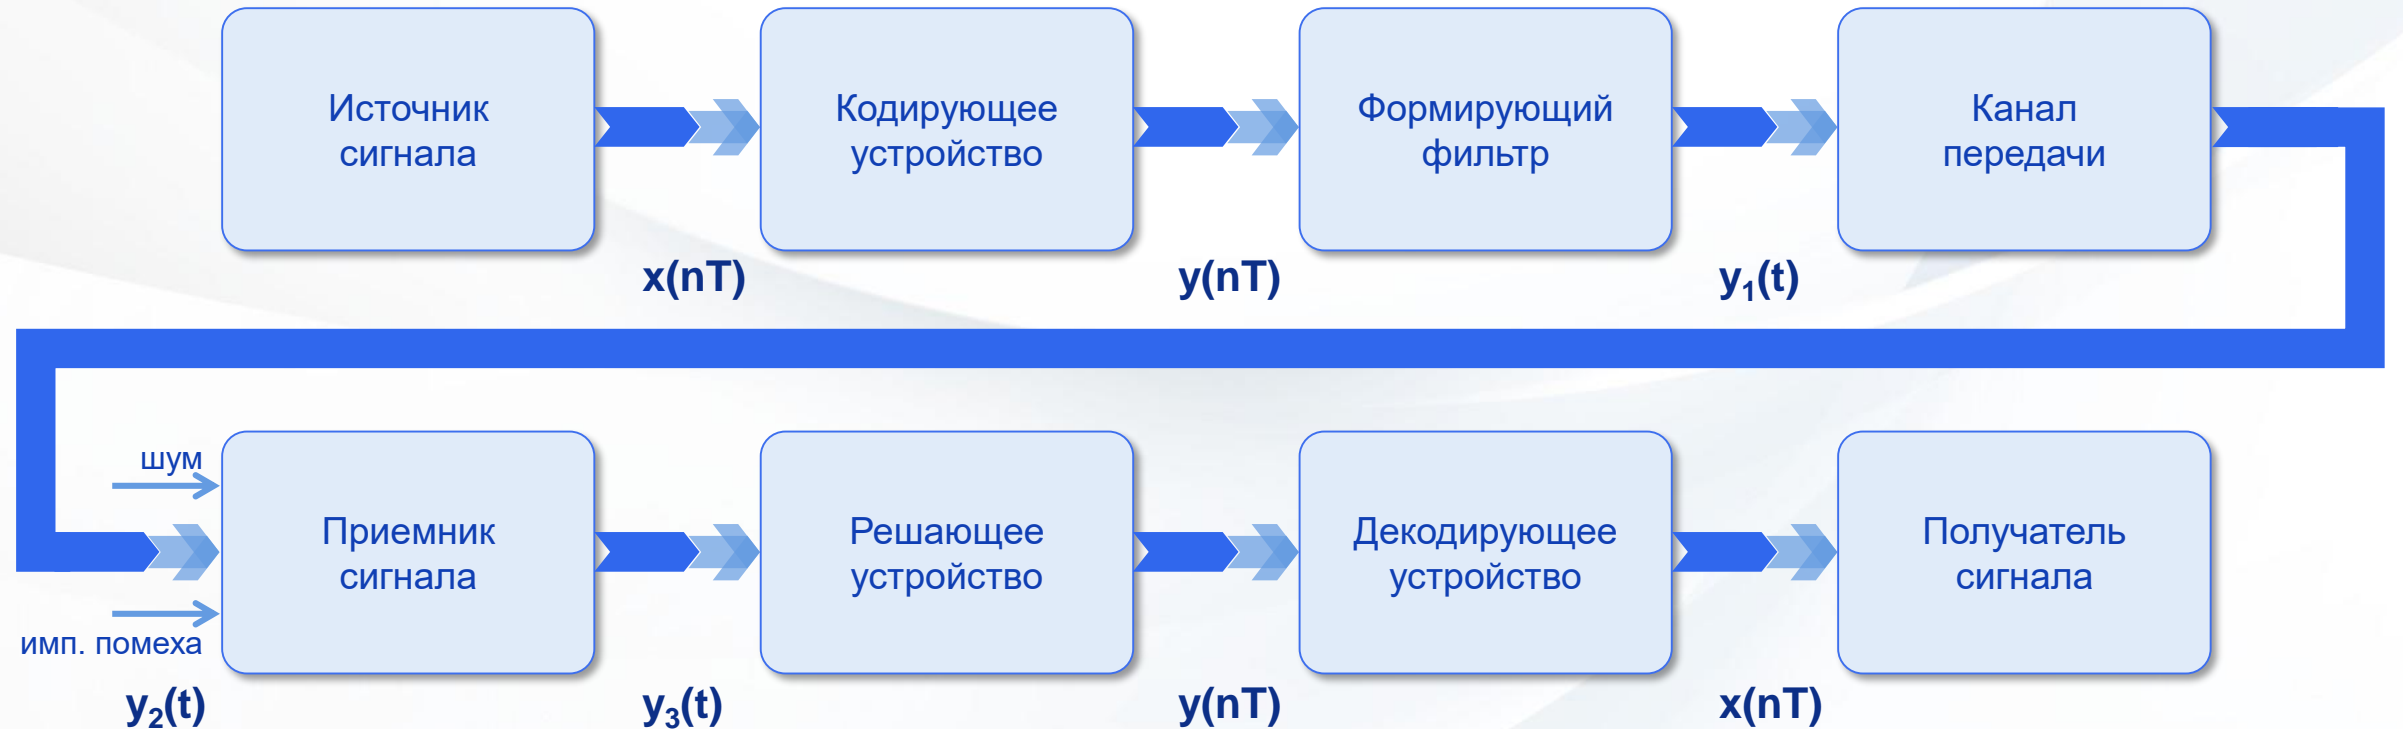 Источник
сигнала
Кодирующее
устройство
Формирующий
фильтр
Канал
передачи
x(nT)
y(nT)
y₁(t)
шум
имп. помеха
Приемник
сигнала
Решающее
устройство
Декодирующее
устройство
Получатель
сигнала
y₂(t)
y₃(t)
y(nT)
x(nT)